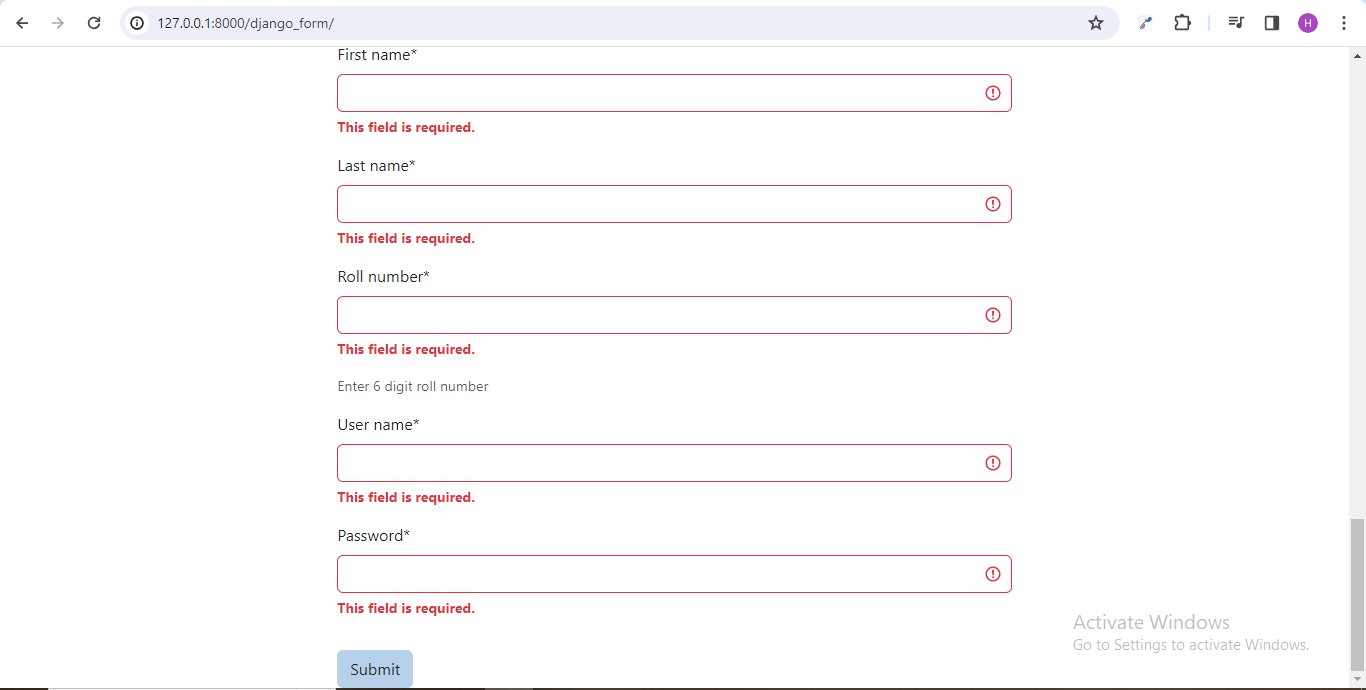 127.0.0.1:8000/django_form/
H
First name*
This field is required.
Last name*
This field is required.
Roll number*
This field is required.
Enter 6 digit roll number
User name*
This field is required.
Password*
This field is required.
Activate Windows
Go to Settings to activate Windows.
Submit